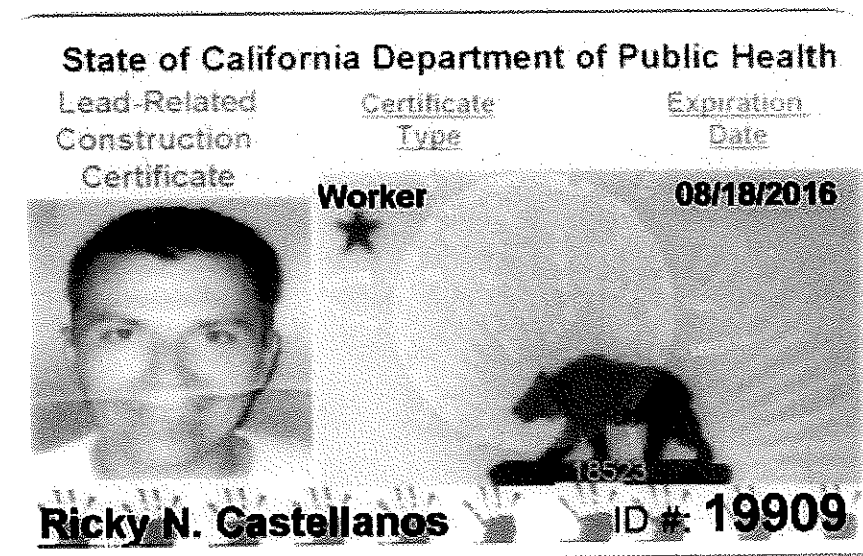 State of California Department of Public Health
Lead-Related
Construction
Certificate
Certificate
Type
Expiration
Date
Worker
08/18/2016
18523
Ricky N. Castellanos
ID #: 19909